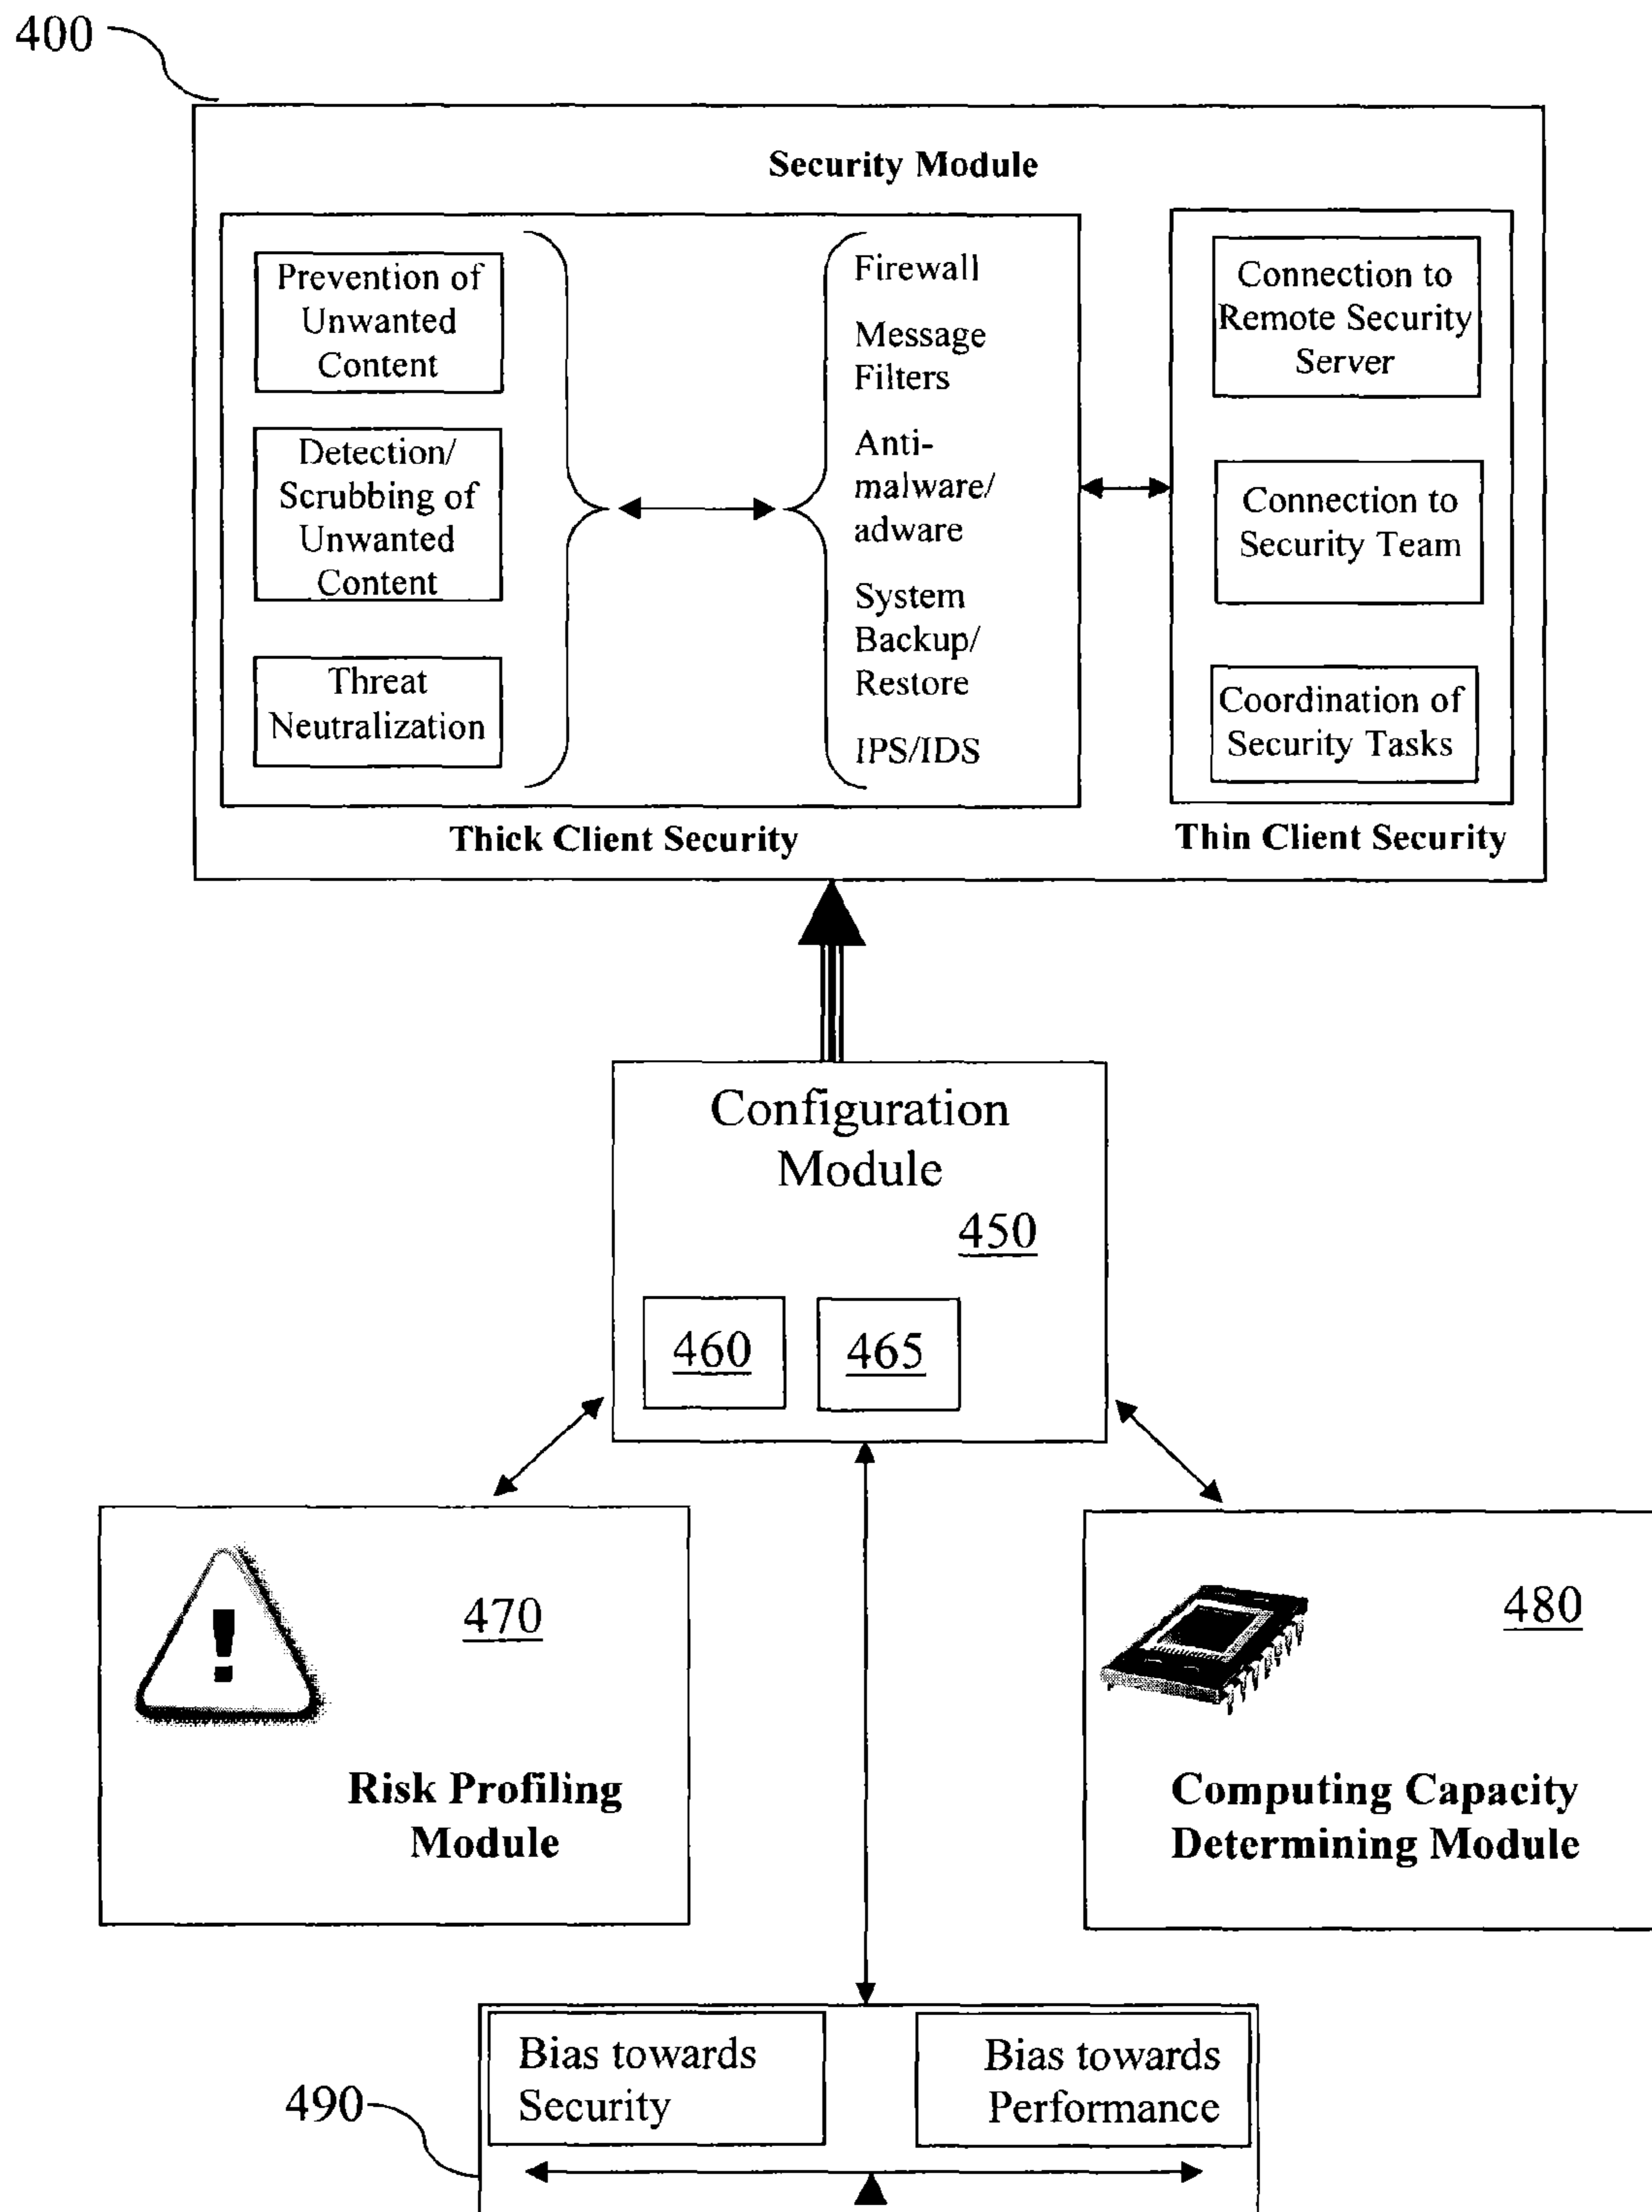 400
Security Module
Prevention of
Unwanted
Content
Detection/
Scrubbing of
Unwanted
Content
Threat
Neutralization
Firewall
Message
Filters
Anti-
malware/
adware
System
Backup/
Restore
IPS/IDS
Connection to
Remote Security
Server
Connection to
Security Team
Coordination of
Security Tasks
Thick Client Security
Thin Client Security
Configuration
Module
450
460
465
!
470
Risk Profiling
Module
480
Computing Capacity
Determining Module
490
Bias towards
Security
Bias towards
Performance